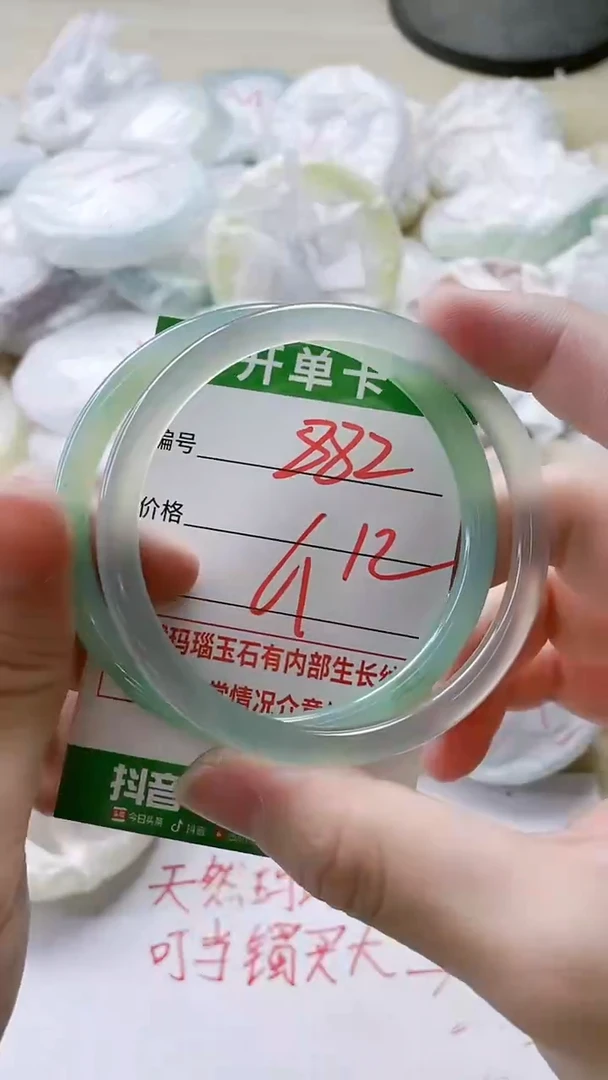 开单卡
编号 882
价格 612
玛瑙玉石有内部生长纹
常情况介意
抖音
今日头条 抖音
天然玛
叮当镯买大一